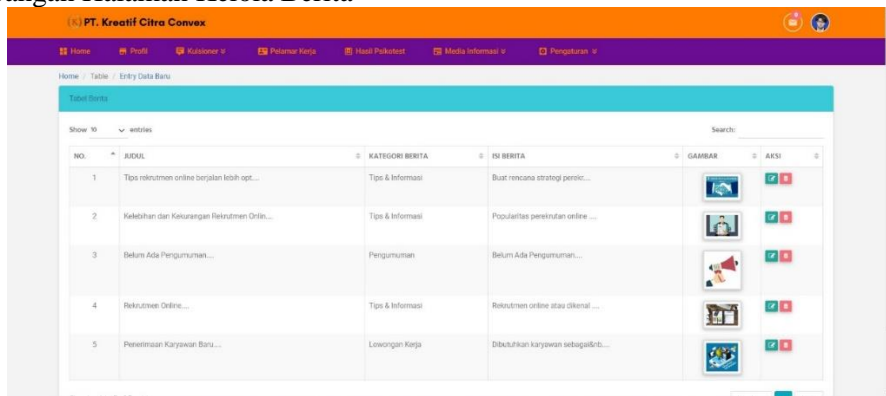 PT. Kreatif Citra Convex
Home Profil Kuisioner Pelamar Kerja Hasil Psikotest Media Informasi Pengaturan
Home / Table / Entry Data Baru
Tabel Berita
Show 10 entries Search:
NO. JUDUL KATEGORI BERITA ISI BERITA GAMBAR AKSI
1 Tips rekrutmen online berjalan lebih opt.... Tips & Informasi Buat rencana strategi perekr....
2 Kelebihan dan Kekurangan Rekrutmen Onlin.... Tips & Informasi Popularitas perekrutan online ....
3 Belum Ada Pengumuman.... Pengumuman Belum Ada Pengumuman....
4 Rekrutmen Online.... Tips & Informasi Rekrutmen online atau dikenal ....
5 Penerimaan Karyawan Baru.... Lowongan Kerja Dibutuhkan karyawan sebagai&nb....